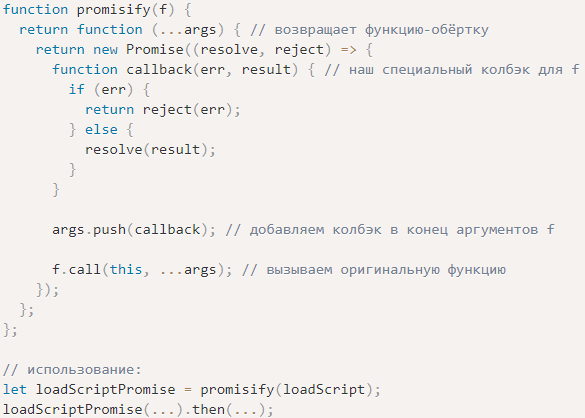 function promisify(f) {
  return function (...args) { // возвращает функцию-обёртку
    return new Promise((resolve, reject) => {
      function callback(err, result) { // наш специальный колбэк для f
        if (err) {
          return reject(err);
        } else {
          resolve(result);
        }
      }

      args.push(callback); // добавляем колбэк в конец аргументов f

      f.call(this, ...args); // вызываем оригинальную функцию
    });
  };
};

// использование:
let loadScriptPromise = promisify(loadScript);
loadScriptPromise(...).then(...);